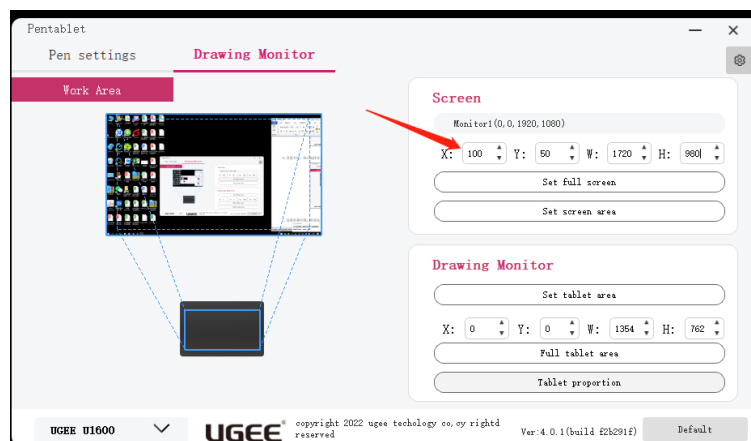 Pentablet
Pen settings
Drawing Monitor
Work Area
Screen
Monitor1(0,0,1920,1080)
X: 100 Y: 50 W: 1720 H: 980
Set full screen
Set screen area
Drawing Monitor
Set tablet area
X: 0 Y: 0 W: 1354 H: 762
Full tablet area
Tablet proportion
UGEE U1600
UGEE®
copyright 2022 ugee techology co,cy rightd
reserved
Ver:4.0.1(build f2b291f)
Default